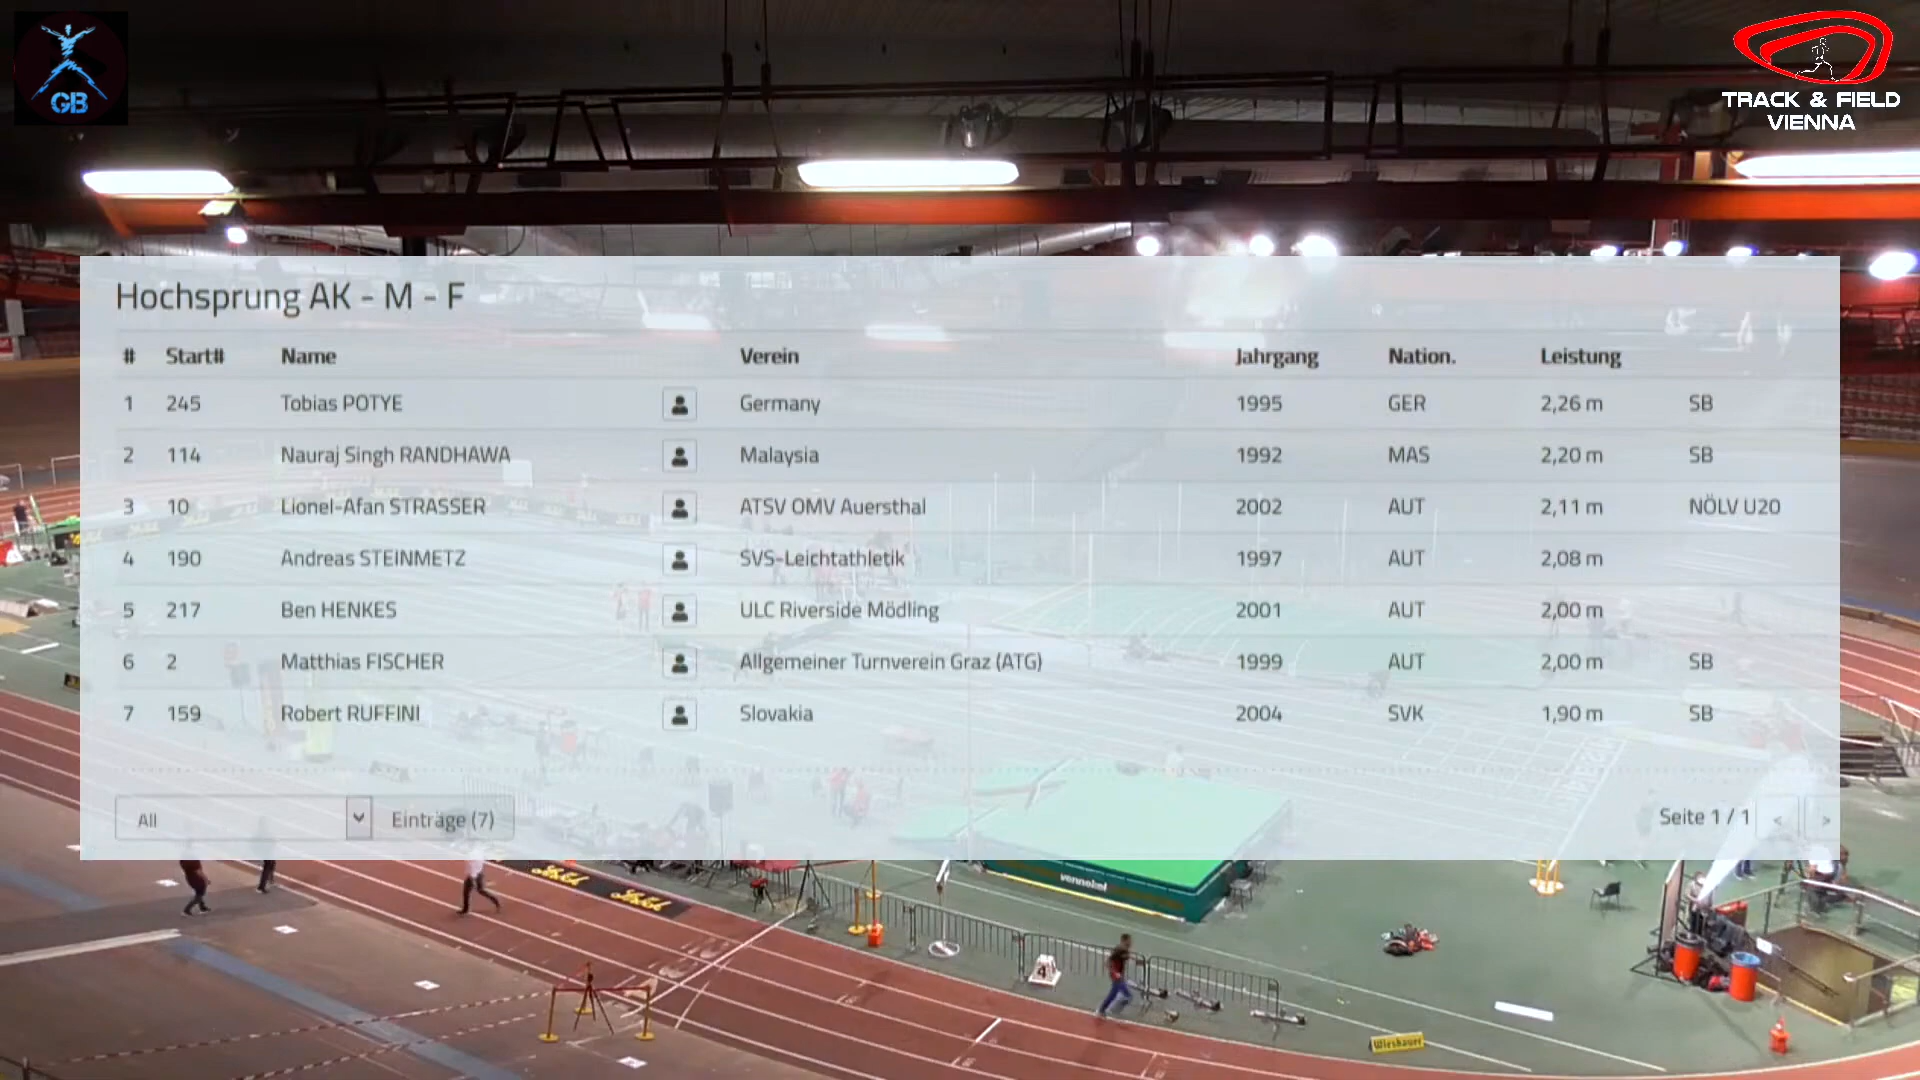 GB
TRACK & FIELD
VIENNA
Hochsprung AK - M - F
# Start# Name Verein Jahrgang Nation. Leistung
1 245 Tobias POTYE Germany 1995 GER 2,26 m SB
2 114 Nauraj Singh RANDHAWA Malaysia 1992 MAS 2,20 m SB
3 10 Lionel-Afan STRASSER ATSV OMV Auersthal 2002 AUT 2,11 m NÖLV U20
4 190 Andreas STEINMETZ SVS-Leichtathletik 1997 AUT 2,08 m
5 217 Ben HENKES ULC Riverside Mödling 2001 AUT 2,00 m
6 2 Matthias FISCHER Allgemeiner Turnverein Graz (ATG) 1999 AUT 2,00 m SB
7 159 Robert RUFFINI Slovakia 2004 SVK 1,90 m SB
All Einträge (7) Seite 1 / 1 < >
4
Wiesbauer